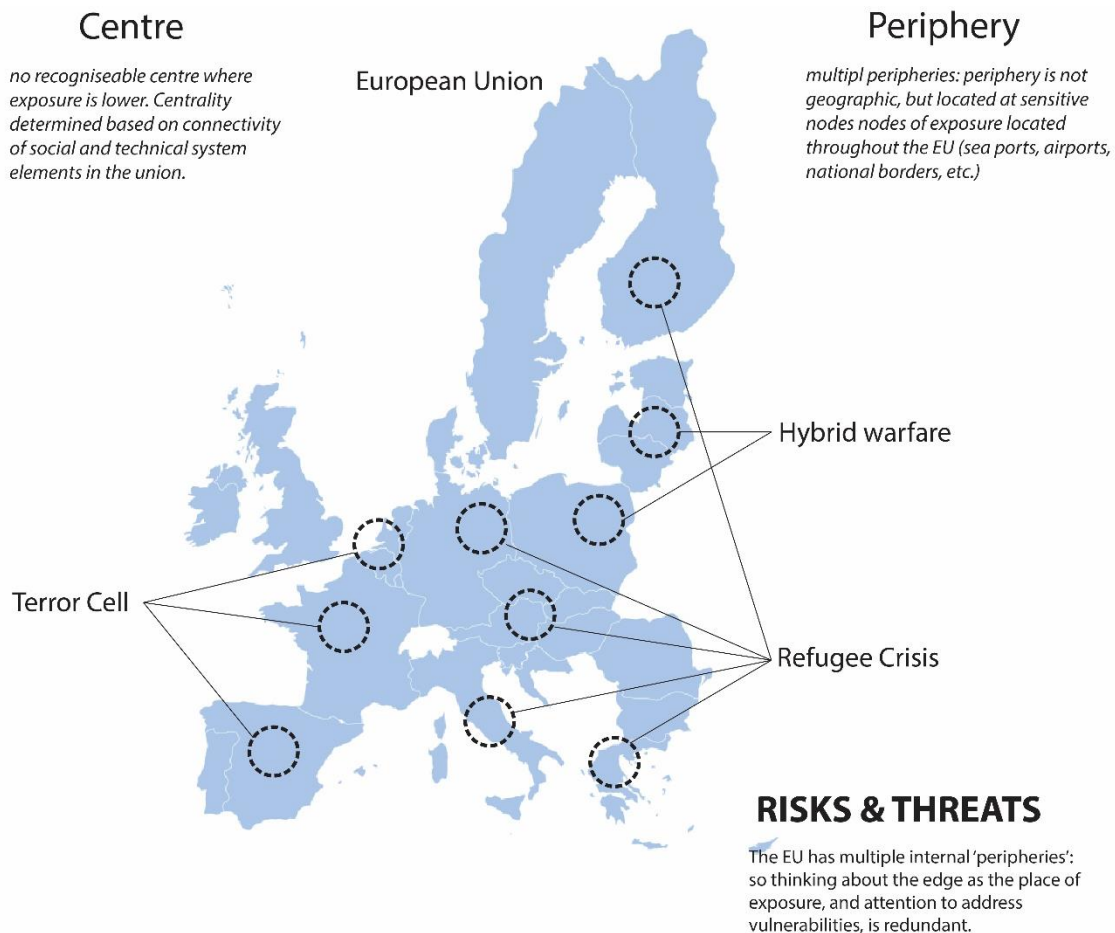 Centre
no recogniseable centre where
exposure is lower. Centrality
determined based on connectivity
of social and technical system
elements in the union.
European Union
Periphery
multipl peripheries: periphery is not
geographic, but located at sensitive
nodes nodes of exposure located
throughout the EU (sea ports, airports,
national borders, etc.)
Hybrid warfare
Terror Cell
Refugee Crisis
RISKS & THREATS
The EU has multiple internal 'peripheries':
so thinking about the edge as the place of
exposure, and attention to address
vulnerabilities, is redundant.